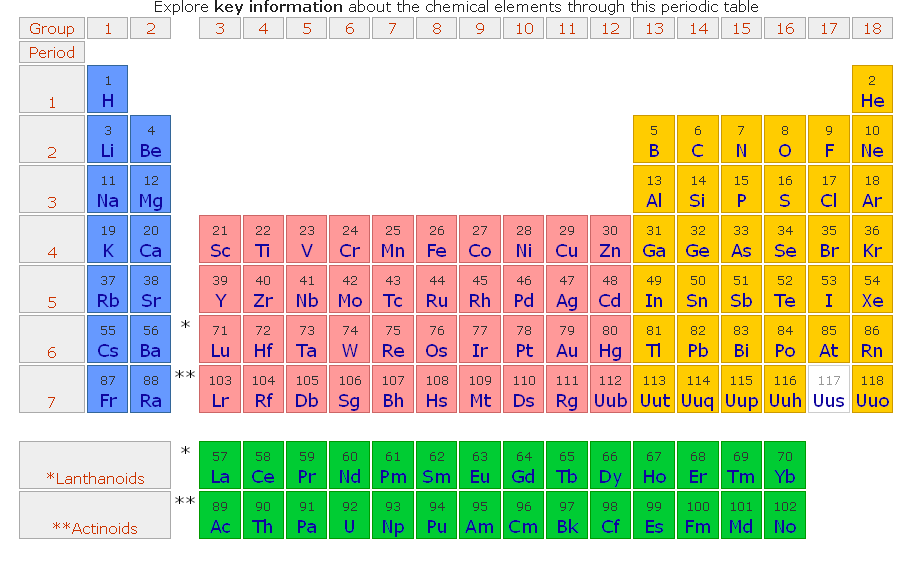 Explore key information about the chemical elements through this periodic table
Group 1 2 3 4 5 6 7 8 9 10 11 12 13 14 15 16 17 18
Period
1 2
1 H He
3 4 5 6 7 8 9 10
2 Li Be B C N O F Ne
11 12 13 14 15 16 17 18
3 Na Mg Al Si P S Cl Ar
19 20 21 22 23 24 25 26 27 28 29 30 31 32 33 34 35 36
4 K Ca Sc Ti V Cr Mn Fe Co Ni Cu Zn Ga Ge As Se Br Kr
37 38 39 40 41 42 43 44 45 46 47 48 49 50 51 52 53 54
5 Rb Sr Y Zr Nb Mo Tc Ru Rh Pd Ag Cd In Sn Sb Te I Xe
55 56 * 71 72 73 74 75 76 77 78 79 80 81 82 83 84 85 86
6 Cs Ba Lu Hf Ta W Re Os Ir Pt Au Hg Tl Pb Bi Po At Rn
87 88 ** 103 104 105 106 107 108 109 110 111 112 113 114 115 116 117 118
7 Fr Ra Lr Rf Db Sg Bh Hs Mt Ds Rg Uub Uut Uuq Uup Uuh Uus Uuo
* 57 58 59 60 61 62 63 64 65 66 67 68 69 70
*Lanthanoids La Ce Pr Nd Pm Sm Eu Gd Tb Dy Ho Er Tm Yb
** 89 90 91 92 93 94 95 96 97 98 99 100 101 102
**Actinoids Ac Th Pa U Np Pu Am Cm Bk Cf Es Fm Md No